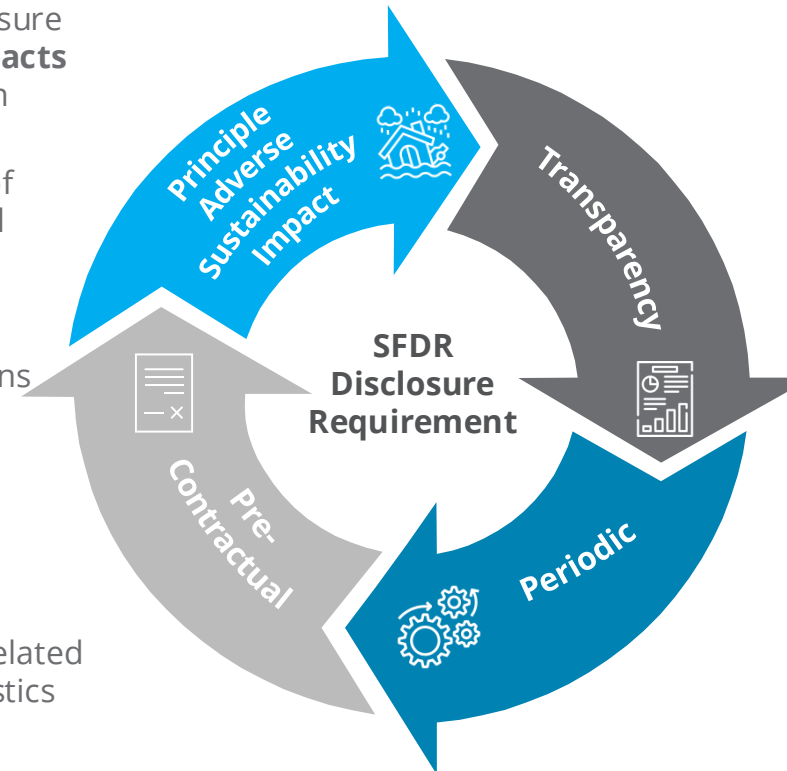 sure
acts
n
f
l
ns
elated
stics
Principle
Adverse
Sustainability
Impact
Transparency
SFDR
Disclosure
Requirement
Pre-
Contractual
Periodic